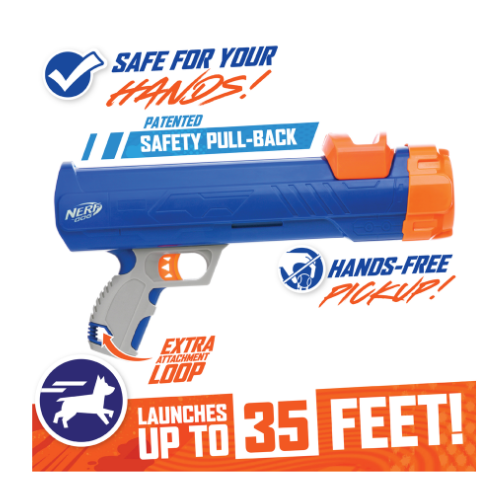 SAFE FOR YOUR
HANDS!
PATENTED
SAFETY PULL-BACK
NERF
DOG
HANDS-FREE
PICKUP!
EXTRA
ATTACHMENT
LOOP
LAUNCHES
UP TO 35 FEET!